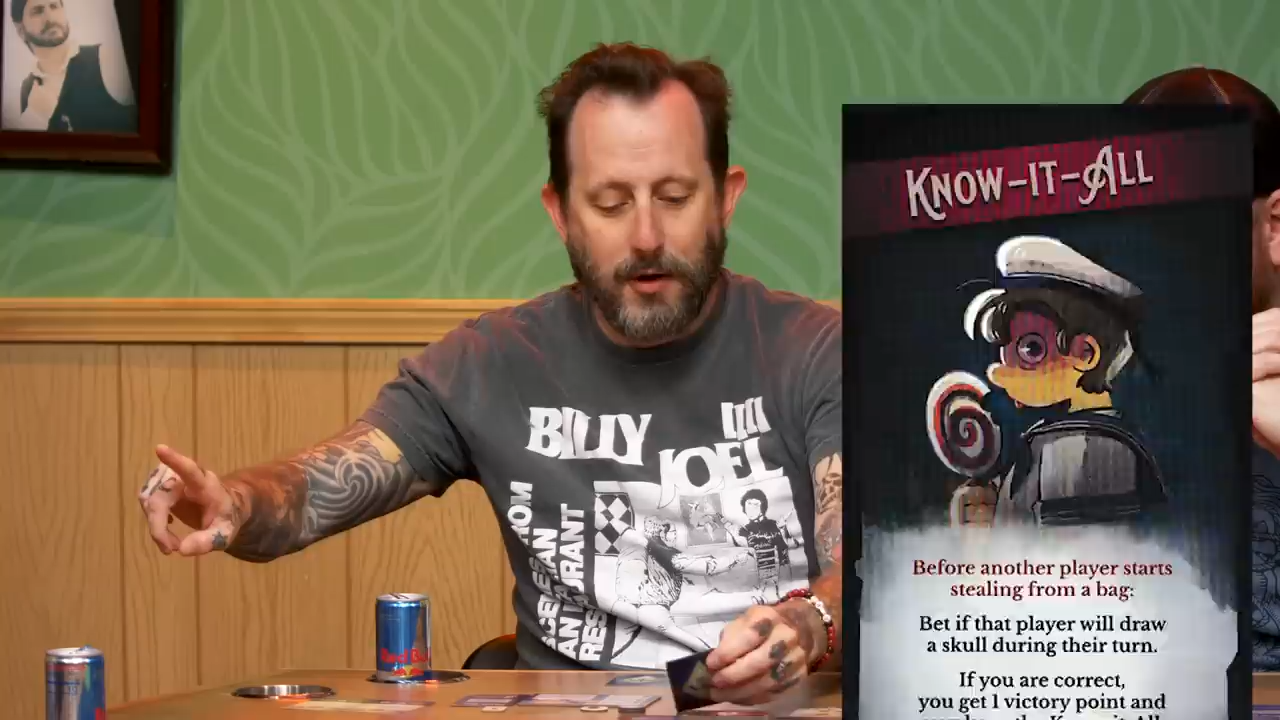 KNOW-IT-ALL
BILLY
JOEL
Red Bull
Before another player starts
stealing from a bag:
Bet if that player will draw
a skull during their turn.
If you are correct,
you get 1 victory point and